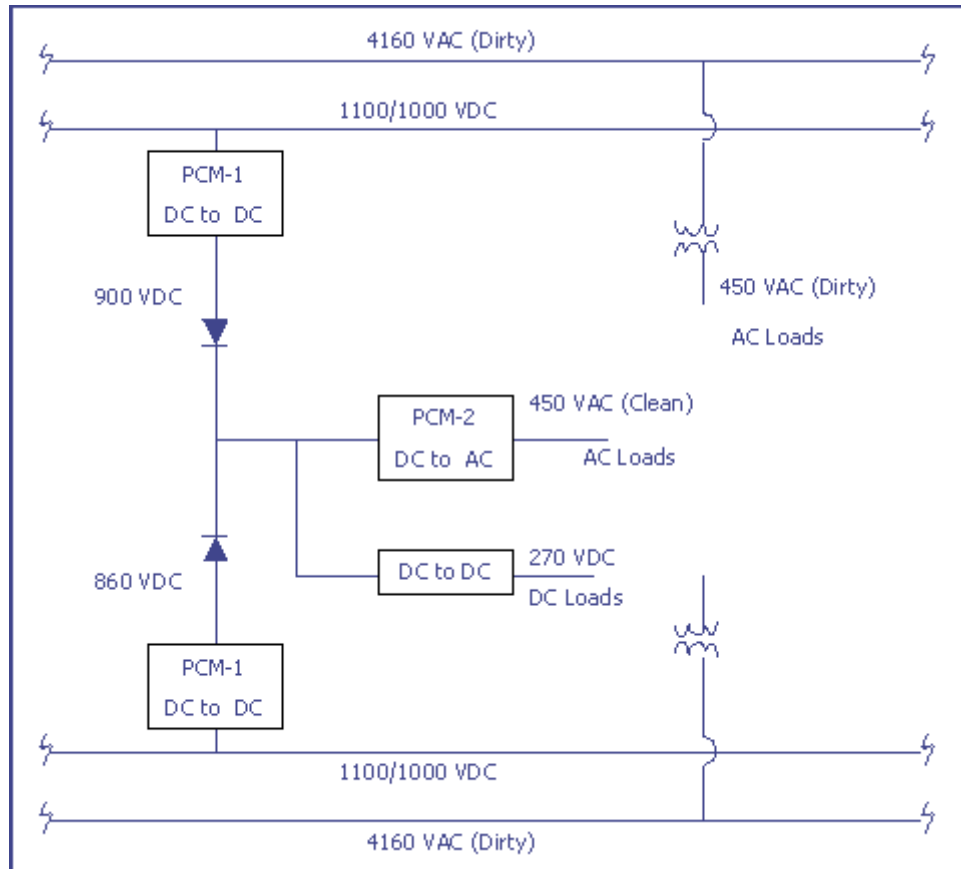 4160 VAC (Dirty)
1100/1000 VDC
PCM-1
DC to DC
900 VDC
450 VAC (Dirty)
AC Loads
450 VAC (Clean)
PCM-2
DC to AC
AC Loads
270 VDC
DC to DC
DC Loads
860 VDC
PCM-1
DC to DC
1100/1000 VDC
4160 VAC (Dirty)